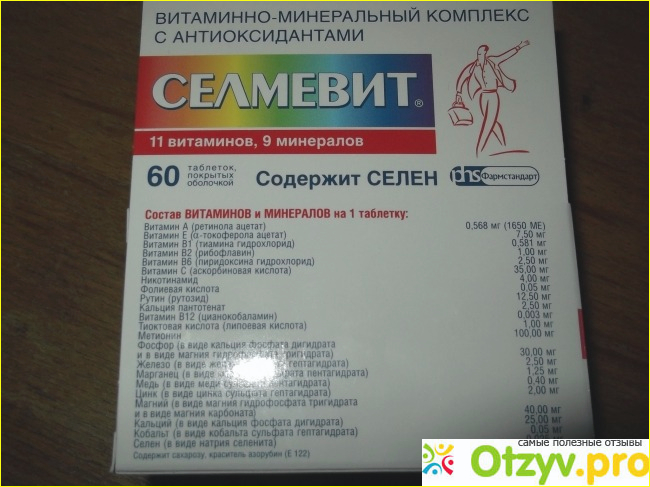 ВИТАМИННО-МИНЕРАЛЬНЫЙ КОМПЛЕКС
С АНТИОКСИДАНТАМИ
СЕЛМЕВИТ®
11 витаминов, 9 минералов
60 таблеток, покрытых оболочкой
Содержит СЕЛЕН
phs Фармстандарт
Состав ВИТАМИНОВ и МИНЕРАЛОВ на 1 таблетку:
Витамин А (ретинола ацетат) 0,568 мг (1650 МЕ)
Витамин Е (α-токоферола ацетат) 7,50 мг
Витамин В1 (тиамина гидрохлорид) 0,581 мг
Витамин В2 (рибофлавин) 1,00 мг
Витамин В6 (пиридоксина гидрохлорид) 2,50 мг
Витамин С (аскорбиновая кислота) 35,00 мг
Никотинамид 4,00 мг
Фолиевая кислота 0,05 мг
Рутин (рутозид) 12,50 мг
Кальция пантотенат 2,50 мг
Витамин В12 (цианокобаламин) 0,003 мг
Тиоктовая кислота (липоевая кислота) 1,00 мг
Метионин 100,00 мг
Фосфор (в виде кальция фосфата дигидрата
и в виде магния гидрофосфата тригидрата) 30,00 мг
Железо (в виде гептагидрата) 2,50 мг
Марганец (в виде пентагидрата) 1,25 мг
Медь (в виде меди 0,40 мг
Цинк (в виде цинка сульфата гептагидрата) 2,00 мг
Магний (в виде магния гидрофосфата тригидрата
и в виде магния карбоната) 40,00 мг
Кальций (в виде кальция фосфата дигидрата) 25,00 мг
Кобальт (в виде кобальта сульфата гептагидрата) 0,05 мг
Селен (в виде натрия селенита)
Содержит сахарозу, краситель азорубин (Е 122)
самые полезные отзывы
Otzyv.pro